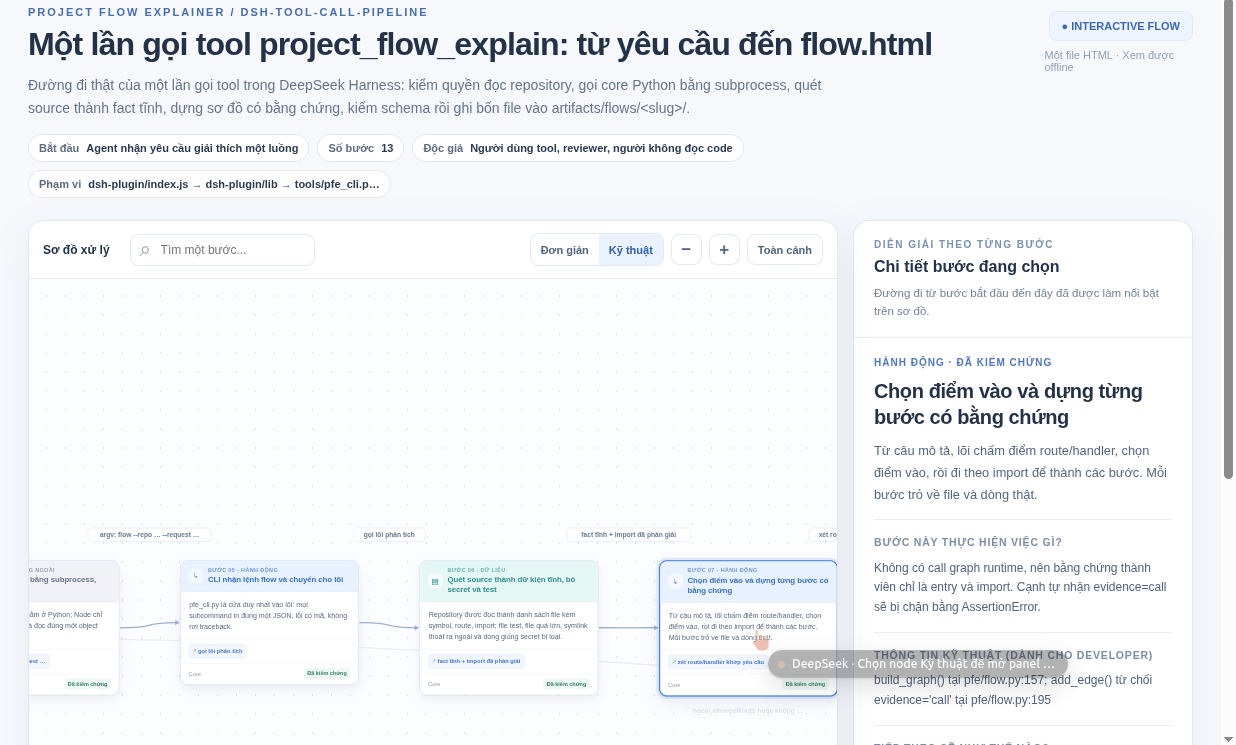 PROJECT FLOW EXPLAINER / DSH-TOOL-CALL-PIPELINE
Một lần gọi tool project_flow_explain: từ yêu cầu đến flow.html
● INTERACTIVE FLOW
Một file HTML · Xem được
offline
Đường đi thật của một lần gọi tool trong DeepSeek Harness: kiểm quyền đọc repository, gọi core Python bằng subprocess, quét
source thành fact tĩnh, dựng sơ đồ có bằng chứng, kiểm schema rồi ghi bốn file vào artifacts/flows/<slug>/.
Bắt đầu Agent nhận yêu cầu giải thích một luồng
Số bước 13
Độc giả Người dùng tool, reviewer, người không đọc code
Phạm vi dsh-plugin/index.js → dsh-plugin/lib → tools/pfe_cli.p…
Sơ đồ xử lý
Tìm một bước...
Đơn giản
Kỹ thuật
−
+
Toàn cảnh
argv: flow --repo … --request …
gọi lõi phân tích
fact tĩnh + import đã phân giải
xét ro
G NGOÀI
bằng subprocess,
ằm ở Python; Node chỉ
à đọc đúng một object
est …
Đã kiểm chứng
BƯỚC 05 · HÀNH ĐỘNG
CLI nhận lệnh flow và chuyển cho lõi
pfe_cli.py là cửa duy nhất vào lõi: mọi
subcommand in đúng một JSON, lỗi có mã, không
rơi traceback.
↗ gọi lõi phân tích
Core
Đã kiểm chứng
BƯỚC 06 · DỮ LIỆU
Quét source thành dữ kiện tĩnh, bỏ
secret và test
Repository được đọc thành danh sách file kèm
symbol, route, import; file test, file quá lớn, symlink
thoát ra ngoài và dòng giống secret bị loại.
↗ fact tĩnh + import đã phân giải
Core
Đã kiểm chứng
BƯỚC 07 · HÀNH ĐỘNG
Chọn điểm vào và dựng từng bước có
bằng chứng
Từ câu mô tả, lõi chấm điểm route/handler, chọn
điểm vào, rồi đi theo import để thành các bước.
Mỗi bước trỏ về file và dòng thật.
↗ xét route/handler khớp yêu cầu
Core
Đã kiểm chứng
DIỄN GIẢI THEO TỪNG BƯỚC
Chi tiết bước đang chọn
Đường đi từ bước bắt đầu đến đây đã được làm nổi bật
trên sơ đồ.
HÀNH ĐỘNG · ĐÃ KIỂM CHỨNG
Chọn điểm vào và dựng từng
bước có bằng chứng
Từ câu mô tả, lõi chấm điểm route/handler, chọn
điểm vào, rồi đi theo import để thành các bước. Mỗi
bước trỏ về file và dòng thật.
BƯỚC NÀY THỰC HIỆN VIỆC GÌ?
Không có call graph runtime, nên bằng chứng thành
viên chỉ là entry và import. Cạnh tự nhận evidence=call
sẽ bị chặn bằng AssertionError.
THÔNG TIN KỸ THUẬT (DÀNH CHO DEVELOPER)
DeepSeek · Chọn node Kỹ thuật để mở panel …
build_graph() tại pfe/flow.py:157; add_edge() từ chối
evidence='call' tại pfe/flow.py:195